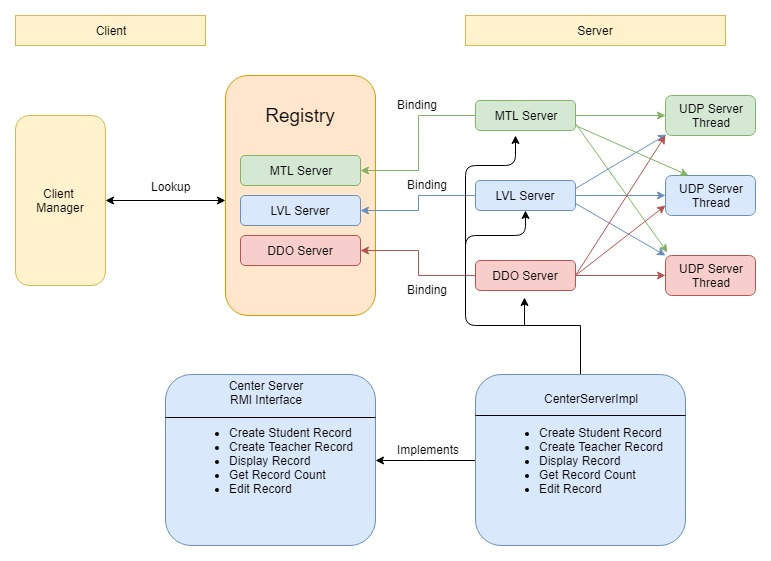 Client
Server
Registry
Binding
MTL Server
UDP Server
Thread
MTL Server
Client
Manager
Lookup
Binding
LVL Server
UDP Server
Thread
LVL Server
DDO Server
Binding
DDO Server
UDP Server
Thread
Center Server
RMI Interface
• Create Student Record
• Create Teacher Record
• Display Record
• Get Record Count
• Edit Record
Implements
CenterServerImpl
• Create Student Record
• Create Teacher Record
• Display Record
• Get Record Count
• Edit Record